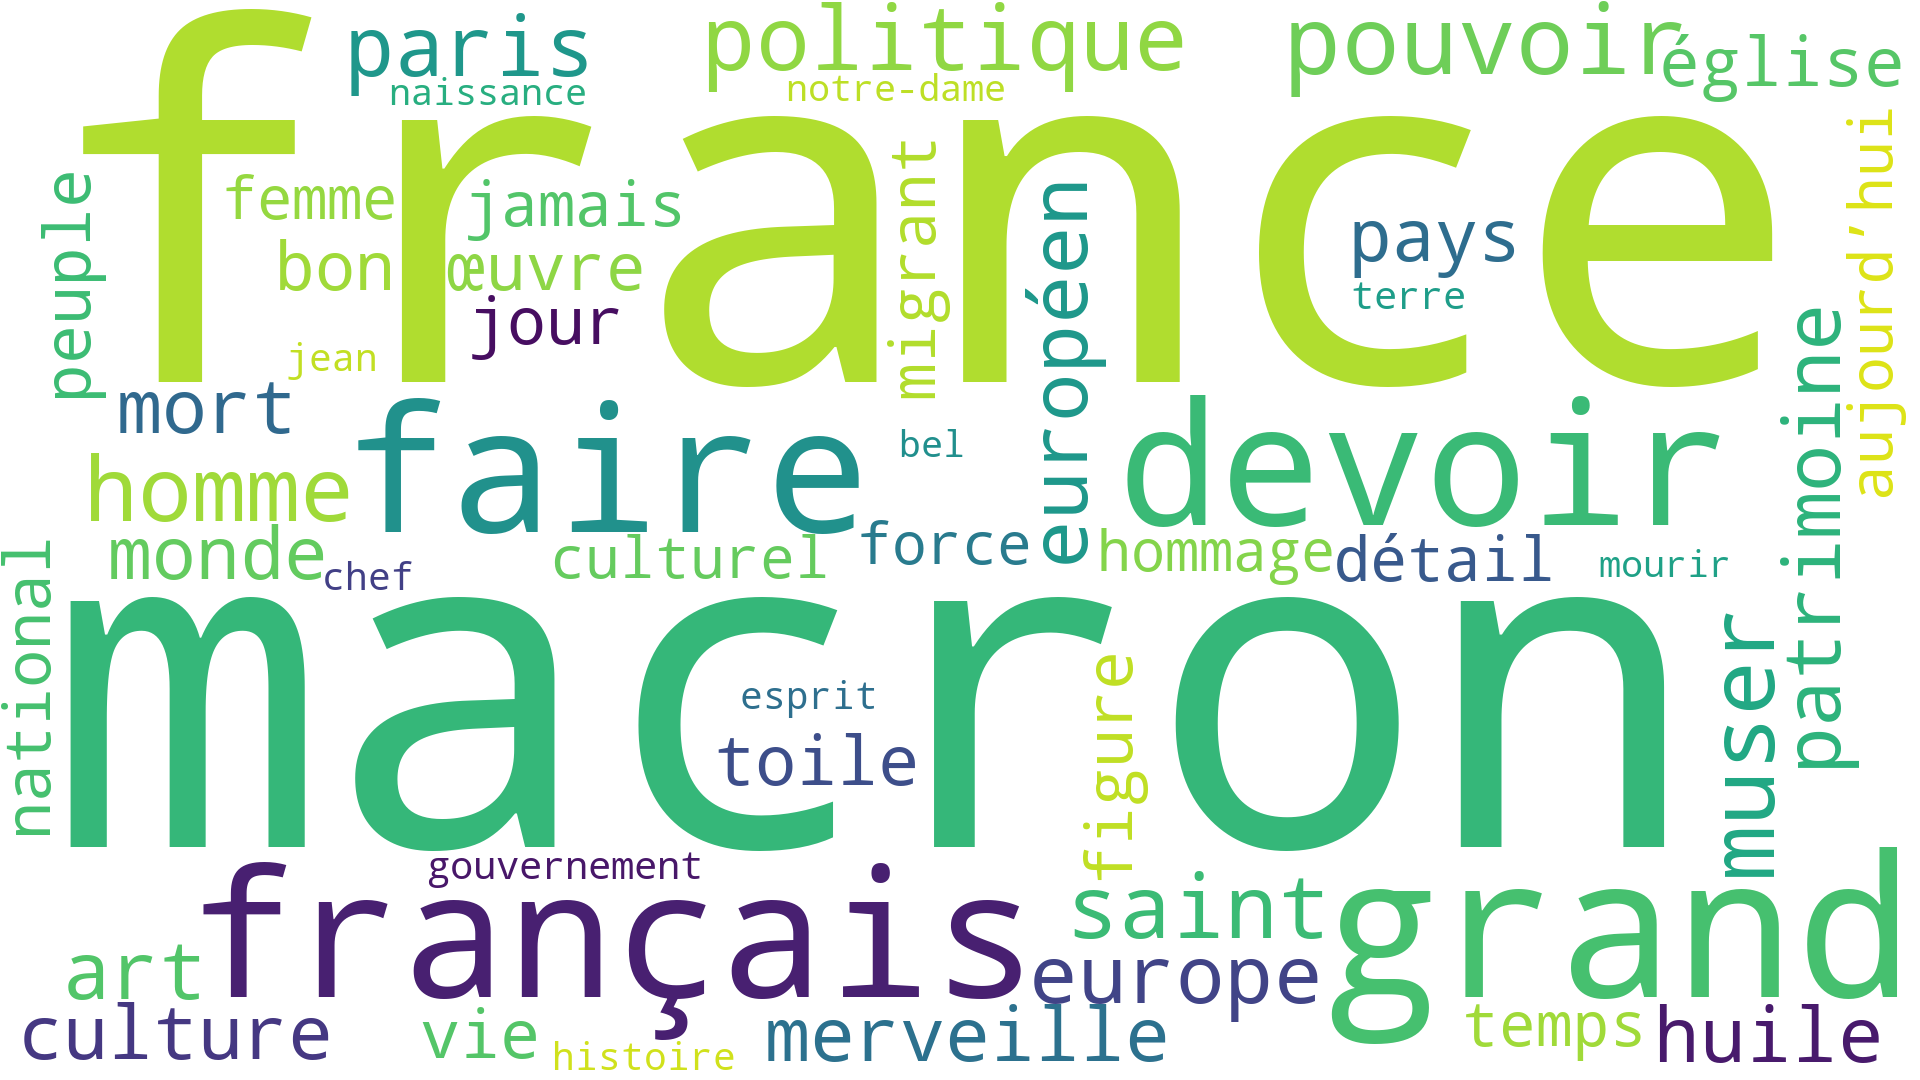 paris
politique
pouvoir
église
naissance
notre-dame
france
peuple
femme
jamais
migrant
européen
pays
aujourd’hui
bon
œuvre
terre
jour
jean
mort
faire
bel
devoir
patrimoine
homme
monde
chef
culturel
force
hommage
détail
mourir
national
macron
esprit
toile
figure
muser
gouvernement
français
saint
grand
art
europe
culture
vie
histoire
merveille
temps
huile